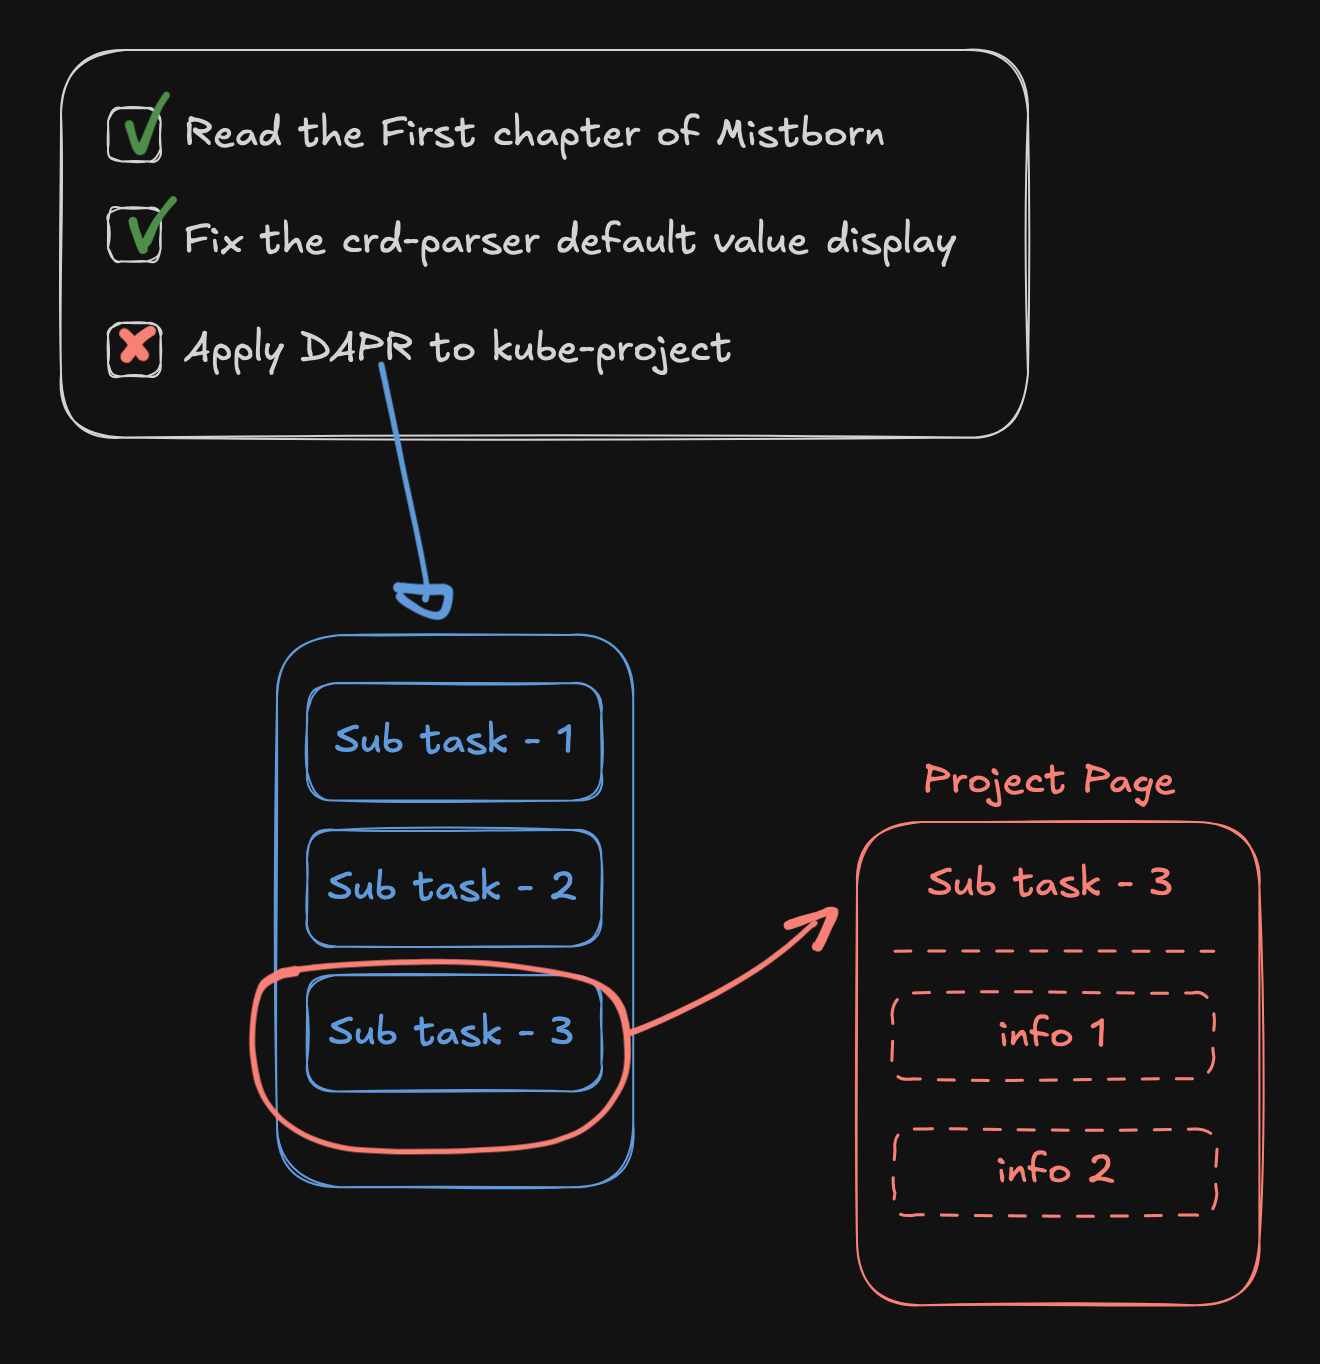 Read the First chapter of Mistborn
Fix the crd-parser default value display
Apply DAPR to kube-project
Sub task - 1
Sub task - 2
Sub task - 3
Project Page
Sub task - 3
info 1
info 2